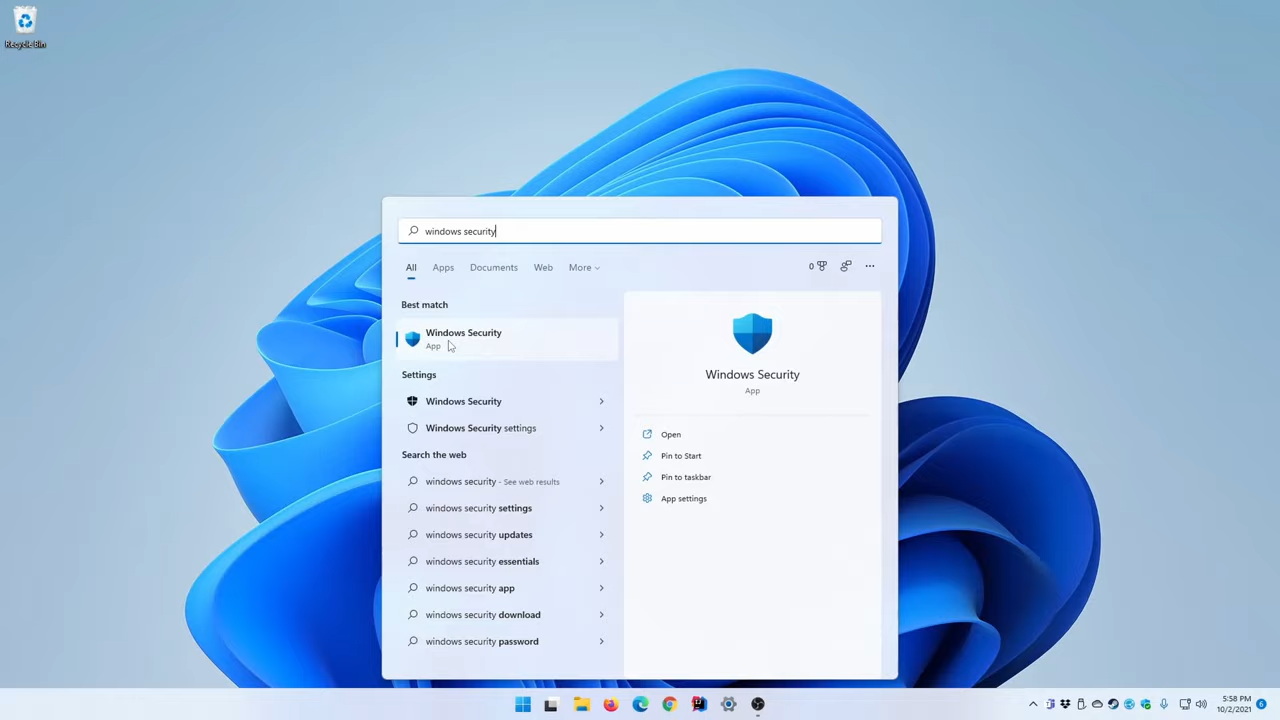 Recycle Bin
windows security
All Apps Documents Web More
0
Best match
Windows Security
App
Settings
Windows Security
Windows Security settings
Search the web
windows security - See web results
windows security settings
windows security updates
windows security essentials
windows security app
windows security download
windows security password
Windows Security
App
Open
Pin to Start
Pin to taskbar
App settings
5:58 PM
10/2/2021
6